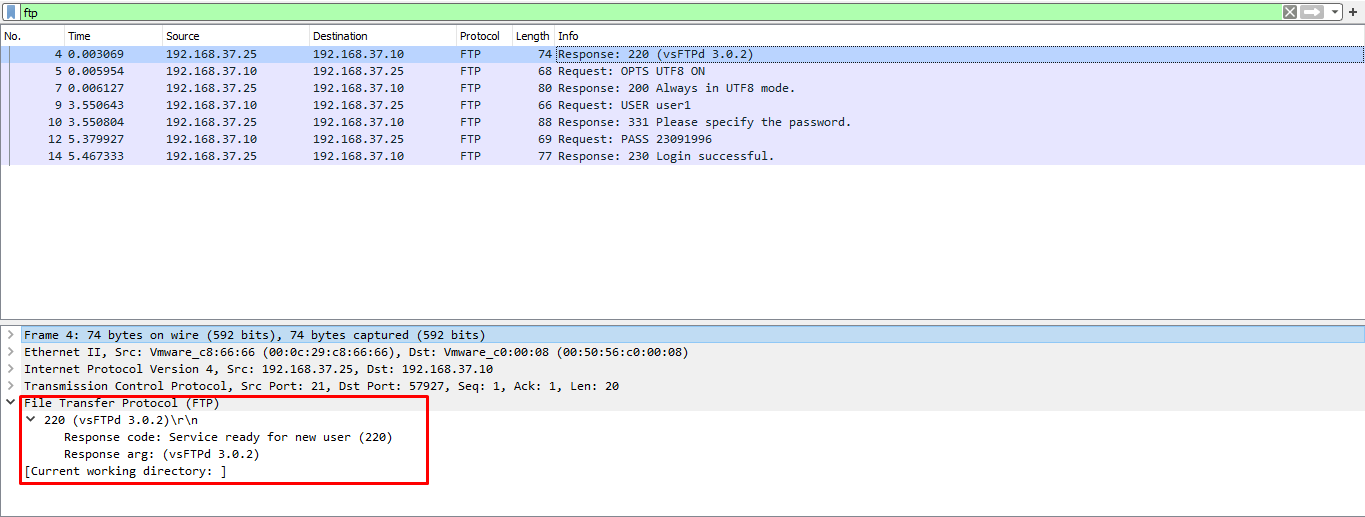 ftp
No. Time Source Destination Protocol Length Info
4 0.003069 192.168.37.25 192.168.37.10 FTP 74 Response: 220 (vsFTPd 3.0.2)
5 0.005954 192.168.37.10 192.168.37.25 FTP 68 Request: OPTS UTF8 ON
7 0.006127 192.168.37.25 192.168.37.10 FTP 80 Response: 200 Always in UTF8 mode.
9 3.550643 192.168.37.10 192.168.37.25 FTP 66 Request: USER user1
10 3.550804 192.168.37.25 192.168.37.10 FTP 88 Response: 331 Please specify the password.
12 5.379927 192.168.37.10 192.168.37.25 FTP 69 Request: PASS 23091996
14 5.467333 192.168.37.25 192.168.37.10 FTP 77 Response: 230 Login successful.
Frame 4: 74 bytes on wire (592 bits), 74 bytes captured (592 bits)
Ethernet II, Src: Vmware_c8:66:66 (00:0c:29:c8:66:66), Dst: Vmware_c0:00:08 (00:50:56:c0:00:08)
Internet Protocol Version 4, Src: 192.168.37.25, Dst: 192.168.37.10
Transmission Control Protocol, Src Port: 21, Dst Port: 57927, Seq: 1, Ack: 1, Len: 20
File Transfer Protocol (FTP)
220 (vsFTPd 3.0.2)\r\n
Response code: Service ready for new user (220)
Response arg: (vsFTPd 3.0.2)
[Current working directory: ]